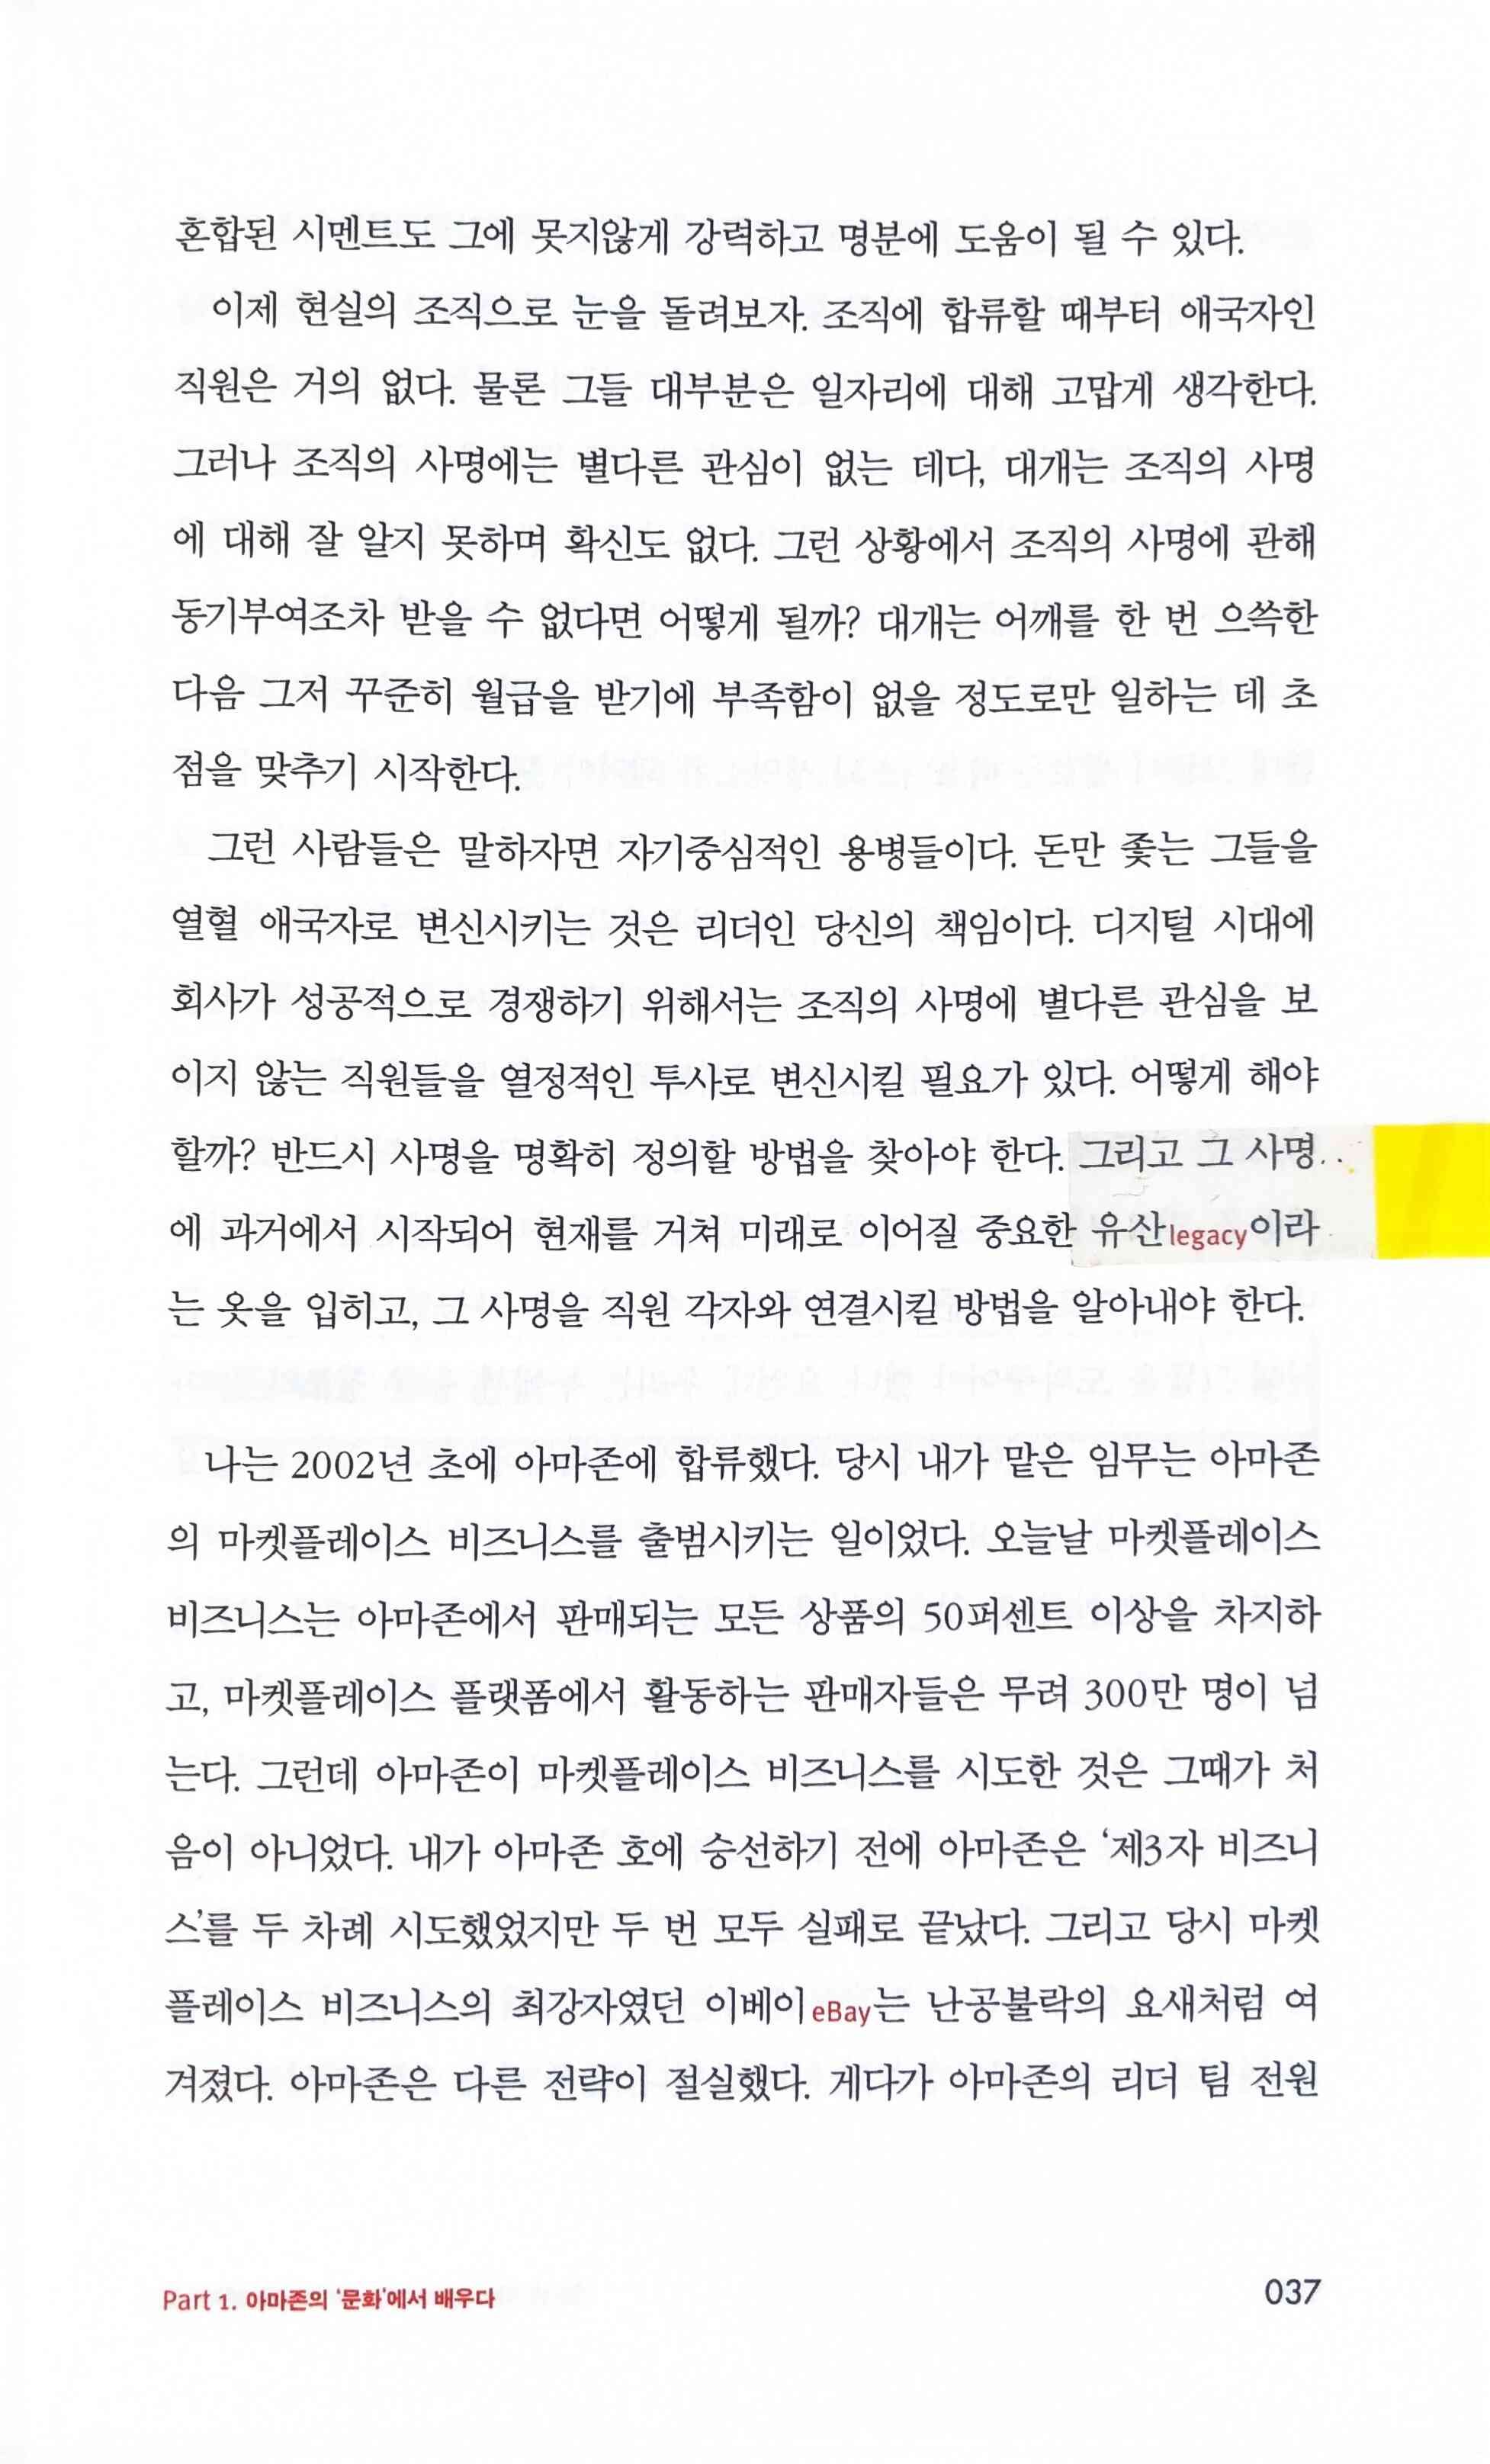 혼합된 시멘트도 그에 못지않게 강력하고 명분에 도움이 될 수 있다.
이제 현실의 조직으로 눈을 돌려보자. 조직에 합류할 때부터 애국자인
직원은 거의 없다. 물론 그들 대부분은 일자리에 대해 고맙게 생각한다.
그러나 조직의 사명에는 별다른 관심이 없는 데다, 대개는 조직의 사명
에 대해 잘 알지 못하며 확신도 없다. 그런 상황에서 조직의 사명에 관해
동기부여조차 받을 수 없다면 어떻게 될까? 대개는 어깨를 한 번 으쓱한
다음 그저 꾸준히 월급을 받기에 부족함이 없을 정도로만 일하는 데 초
점을 맞추기 시작한다.
그런 사람들은 말하자면 자기중심적인 용병들이다. 돈만 좇는 그들을
열혈 애국자로 변신시키는 것은 리더인 당신의 책임이다. 디지털 시대에
회사가 성공적으로 경쟁하기 위해서는 조직의 사명에 별다른 관심을 보
이지 않는 직원들을 열정적인 투사로 변신시킬 필요가 있다. 어떻게 해야
할까? 반드시 사명을 명확히 정의할 방법을 찾아야 한다. 그리고 그 사명
에 과거에서 시작되어 현재를 거쳐 미래로 이어질 중요한 유산legacy이라
는 옷을 입히고, 그 사명을 직원 각자와 연결시킬 방법을 알아내야 한다.
나는 2002년 초에 아마존에 합류했다. 당시 내가 맡은 임무는 아마존
의 마켓플레이스 비즈니스를 출범시키는 일이었다. 오늘날 마켓플레이스
비즈니스는 아마존에서 판매되는 모든 상품의 50퍼센트 이상을 차지하
고, 마켓플레이스 플랫폼에서 활동하는 판매자들은 무려 300만 명이 넘
는다. 그런데 아마존이 마켓플레이스 비즈니스를 시도한 것은 그때가 처
음이 아니었다. 내가 아마존 호에 승선하기 전에 아마존은 ‘제3자 비즈니
스’를 두 차례 시도했었지만 두 번 모두 실패로 끝났다. 그리고 당시 마켓
플레이스 비즈니스의 최강자였던 이베이eBay는 난공불락의 요새처럼 여
겨졌다. 아마존은 다른 전략이 절실했다. 게다가 아마존의 리더 팀 전원
Part 1. 아마존의 ‘문화’에서 배우다
037